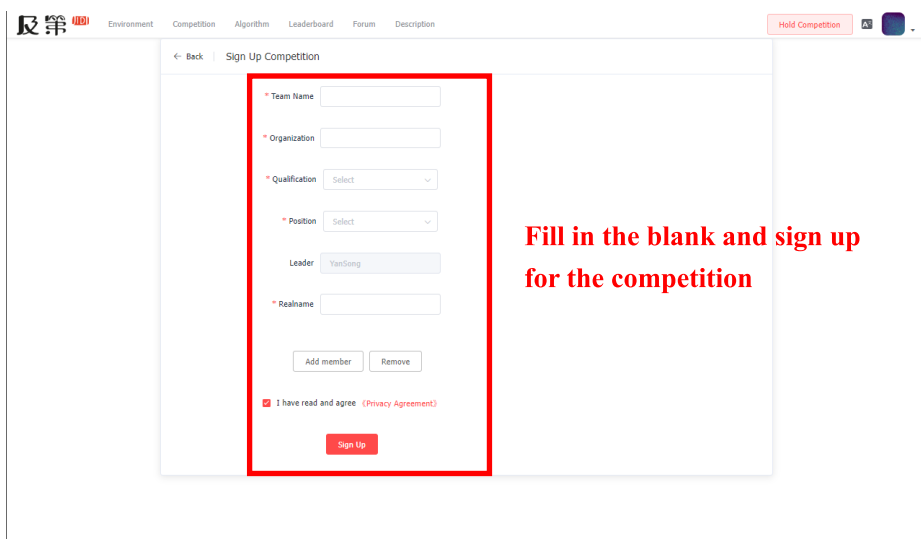 及第 JIDI Environment Competition Algorithm Leaderboard Forum Description Hold Competition A
← Back Sign Up Competition
* Team Name
* Organization
* Qualification Select
* Position Select
Leader YanSong
* Realname
Add member Remove
I have read and agree 《Privacy Agreement》
Sign Up
Fill in the blank and sign up
for the competition